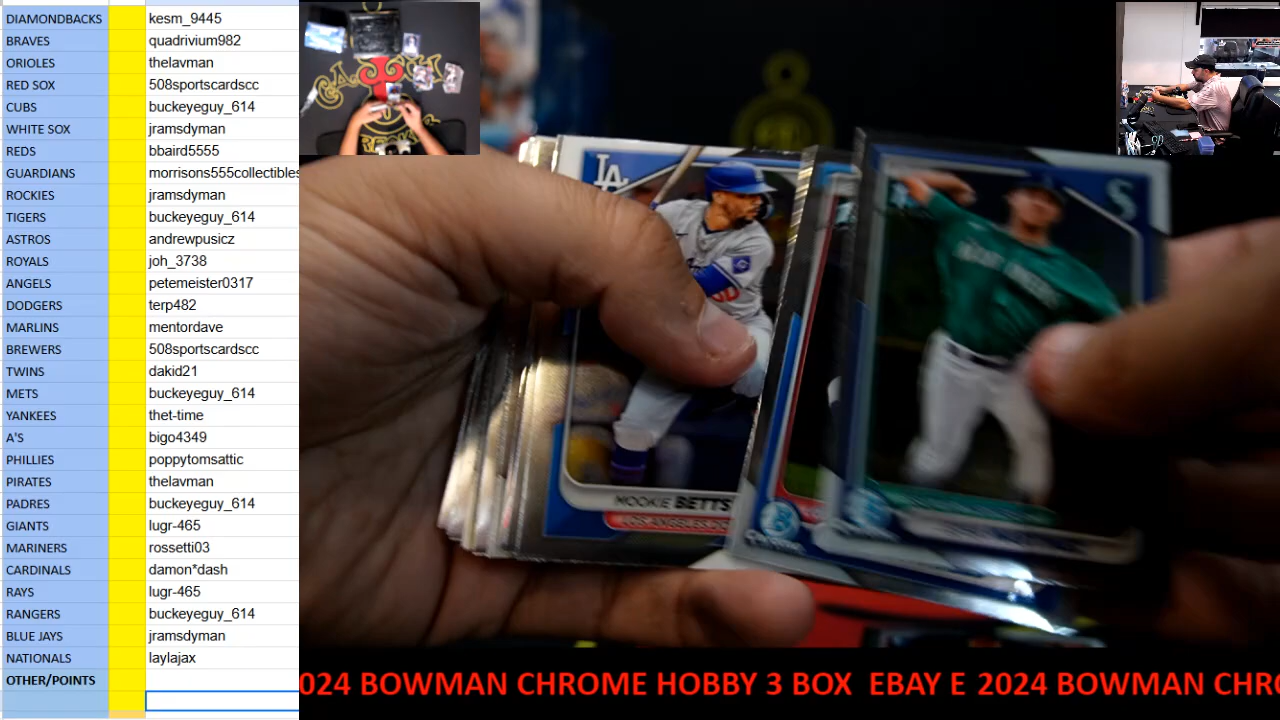 DIAMONDBACKS kesm_9445
BRAVES quadrivium982
ORIOLES thelavman
RED SOX 508sportscardscc
CUBS buckeyeguy_614
WHITE SOX jramsdyman
REDS bbaird5555
GUARDIANS morrisons555collectibles
ROCKIES jramsdyman
TIGERS buckeyeguy_614
ASTROS andrewpusicz
ROYALS joh_3738
ANGELS petemeister0317
DODGERS terp482
MARLINS mentordave
BREWERS 508sportscardscc
TWINS dakid21
METS buckeyeguy_614
YANKEES thet-time
A'S bigo4349
PHILLIES poppytomsattic
PIRATES thelavman
PADRES buckeyeguy_614
GIANTS lugr-465
MARINERS rossetti03
CARDINALS damon*dash
RAYS lugr-465
RANGERS buckeyeguy_614
BLUE JAYS jramsdyman
NATIONALS laylajax
OTHER/POINTS
LA
S
MOOKIE BETTS
LOS ANGELES
024 BOWMAN CHROME HOBBY 3 BOX EBAY E 2024 BOWMAN CHRO